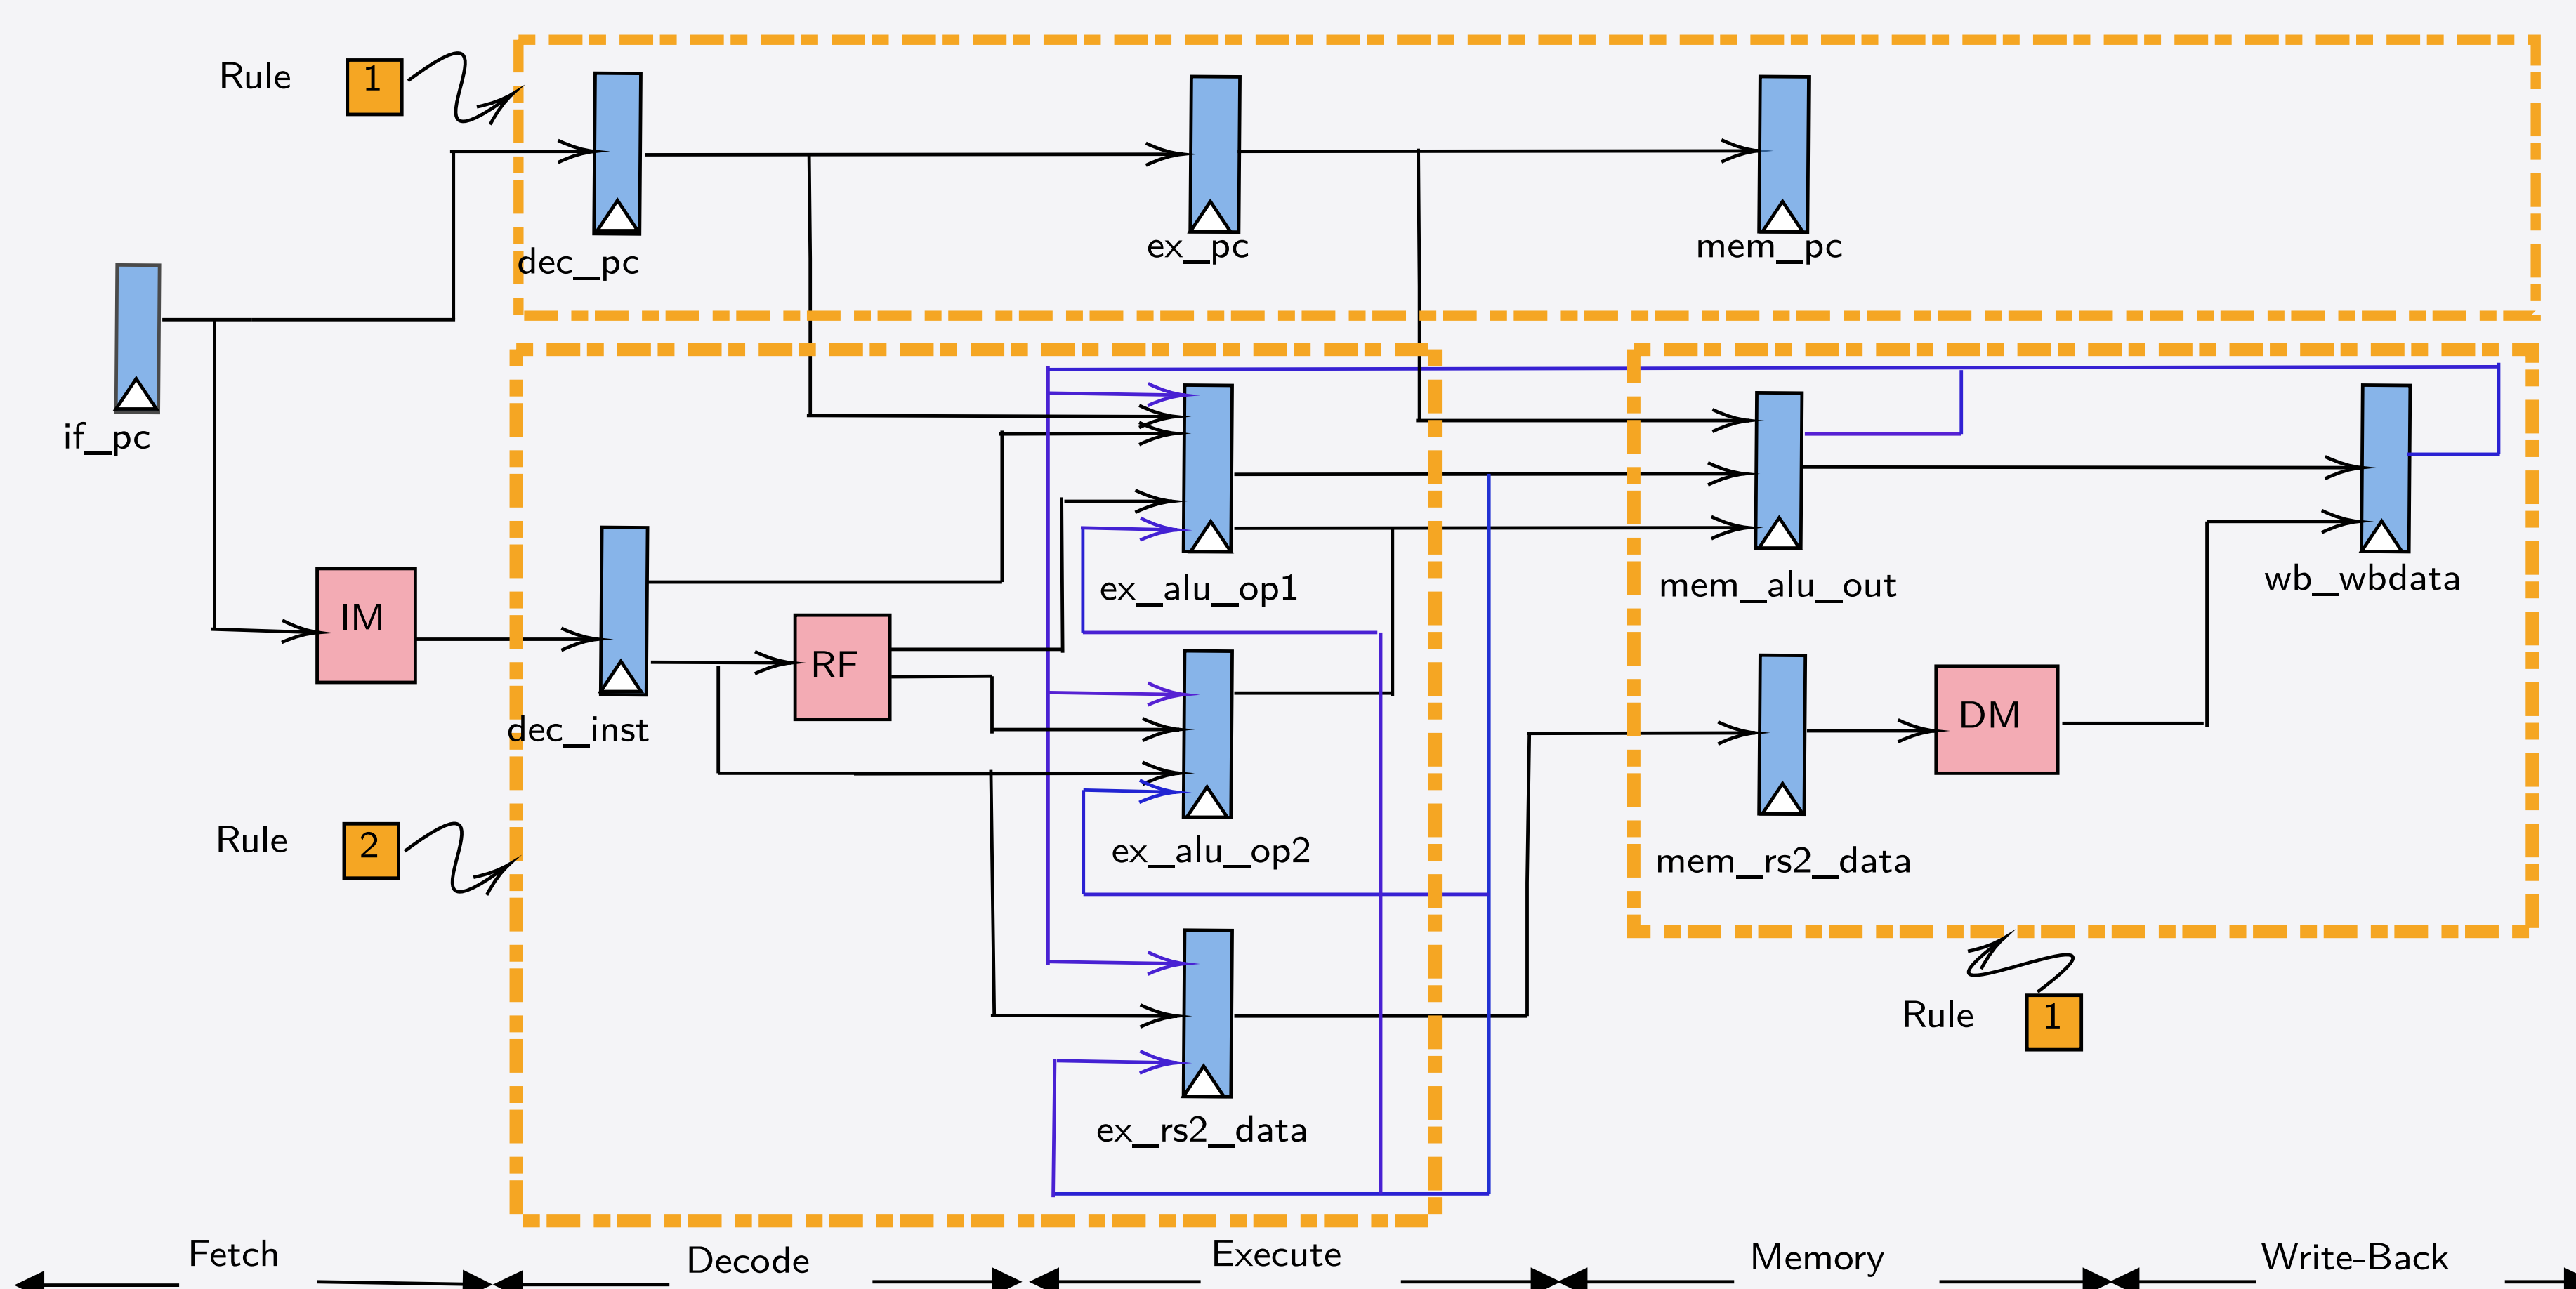 Rule 1
dec_pc
ex_pc
mem_pc
if_pc
IM
dec_inst
RF
ex_alu_op1
mem_alu_out
wb_wbdata
DM
Rule 2
ex_alu_op2
mem_rs2_data
Rule 1
ex_rs2_data
Fetch
Decode
Execute
Memory
Write-Back